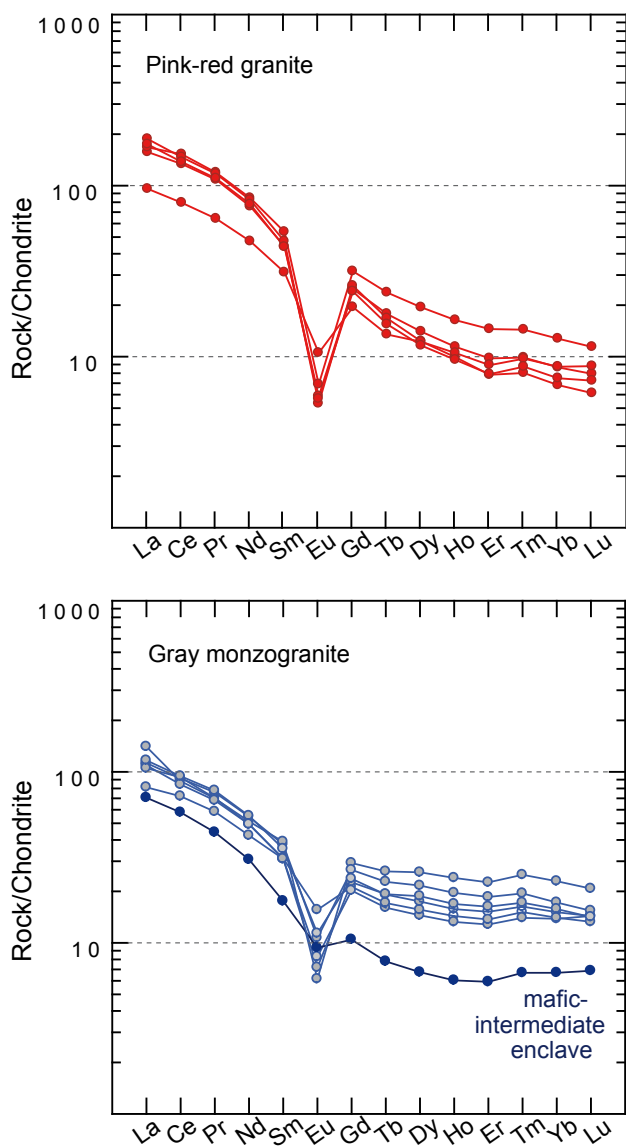 1000
Pink-red granite
100
Rock/Chondrite
10
La Ce Pr Nd Sm Eu Gd Tb Dy Ho Er Tm Yb Lu
1000
Gray monzogranite
100
Rock/Chondrite
10
mafic-
intermediate
enclave
La Ce Pr Nd Sm Eu Gd Tb Dy Ho Er Tm Yb Lu